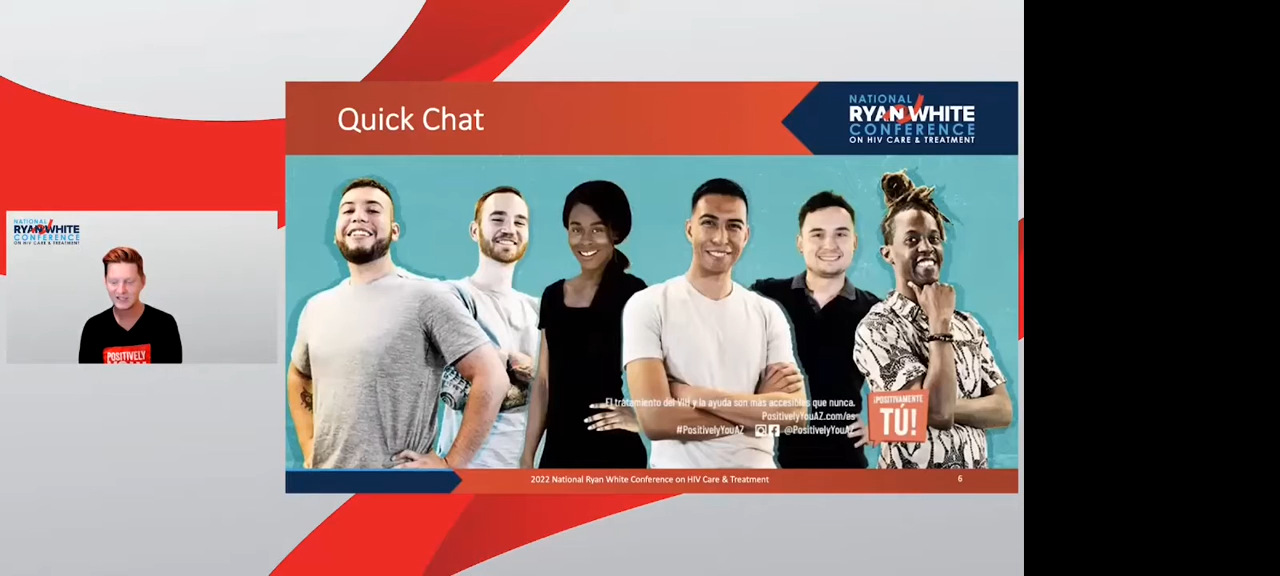 NATIONAL
RYAN WHITE
CONFERENCE
ON HIV CARE & TREATMENT
POSITIVELY
Quick Chat
NATIONAL
RYAN WHITE
CONFERENCE
ON HIV CARE & TREATMENT
El tratamiento del VIH y la ayuda son más accesibles que nunca.
PositivelyYouAZ.com/es
#PositivelyYouAZ @PositivelyYouAZ
¡POSITIVAMENTE
TÚ!
2022 National Ryan White Conference on HIV Care & Treatment
6